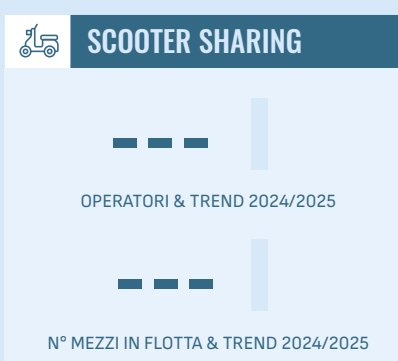 SCOOTER SHARING
---
OPERATORI & TREND 2024/2025
---
N° MEZZI IN FLOTTA & TREND 2024/2025